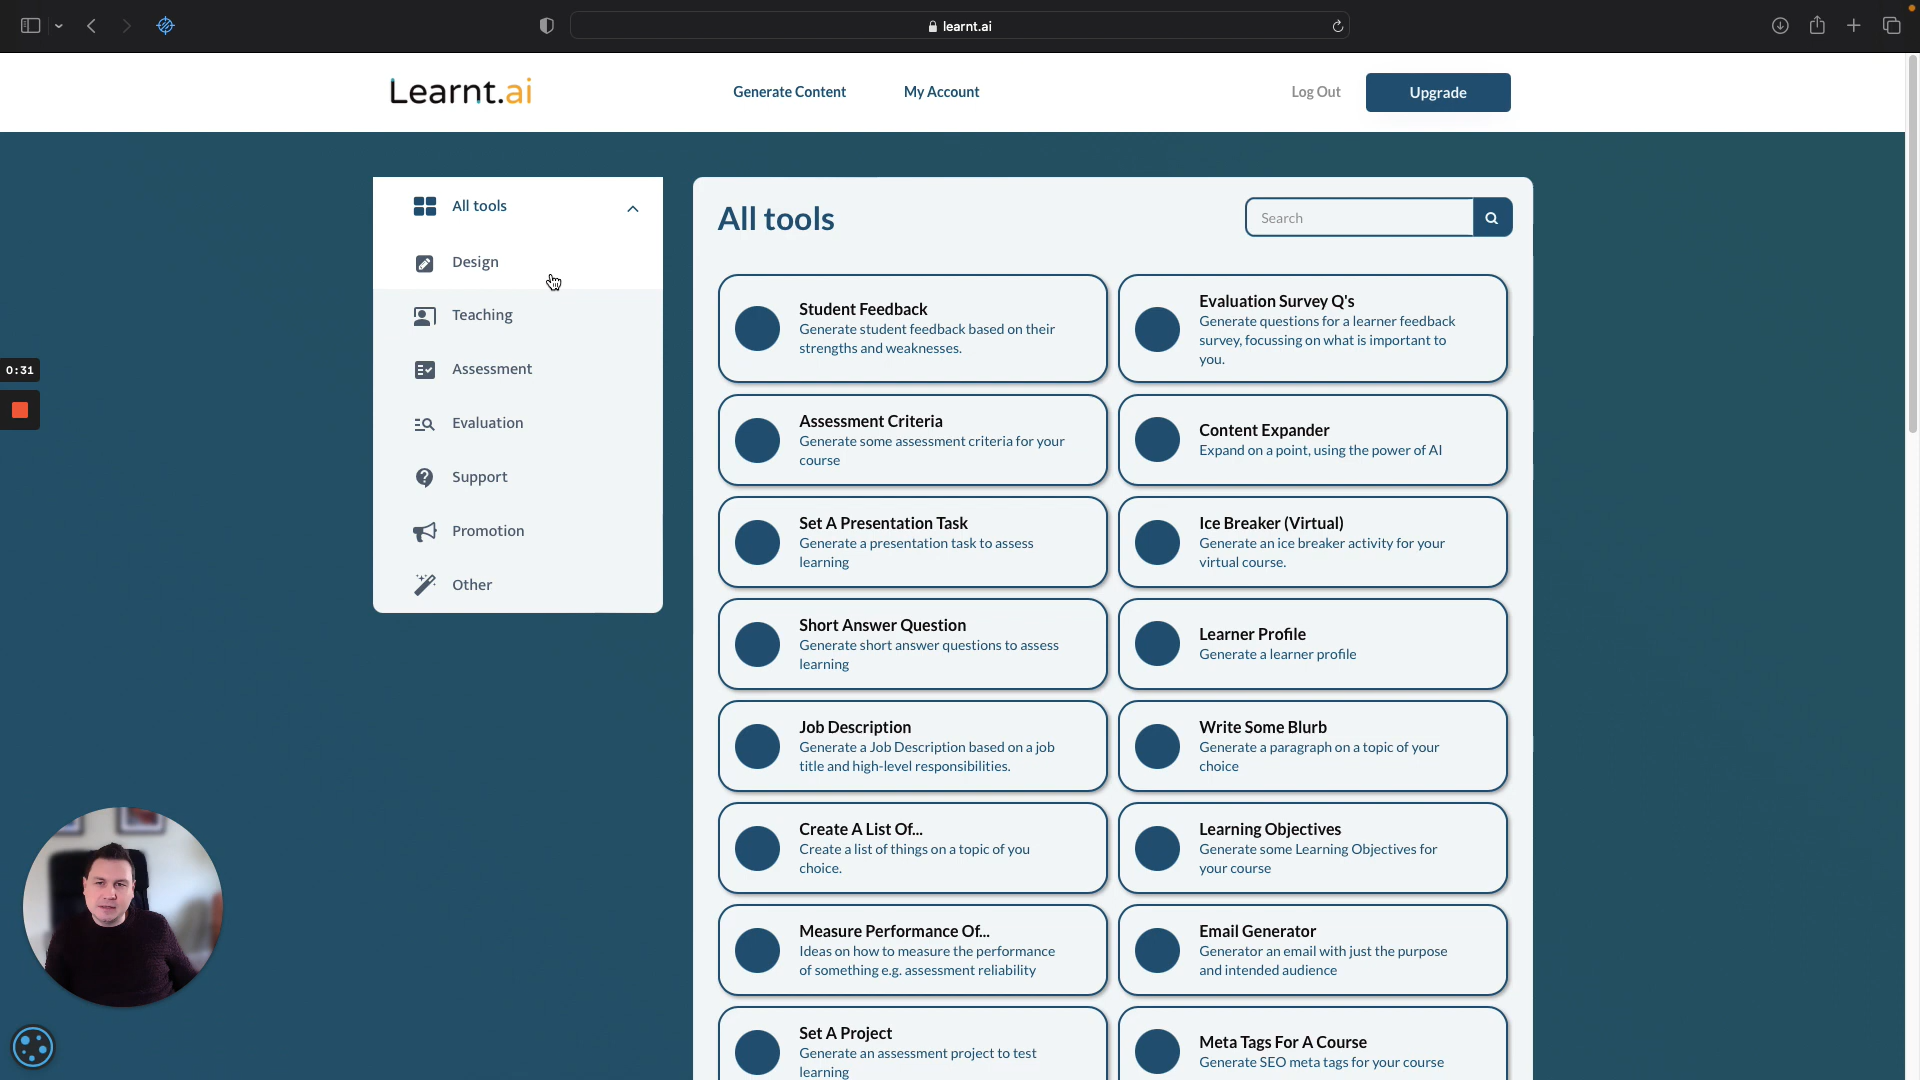 learnt.ai
Learnt.ai
Generate Content
My Account
Log Out
Upgrade
All tools
Design
Teaching
Assessment
Evaluation
Support
Promotion
Other
0:31
All tools
Search
Student Feedback
Generate student feedback based on their
strengths and weaknesses.
Evaluation Survey Q's
Generate questions for a learner feedback
survey, focussing on what is important to
you.
Assessment Criteria
Generate some assessment criteria for your
course
Content Expander
Expand on a point, using the power of AI
Set A Presentation Task
Generate a presentation task to assess
learning
Ice Breaker (Virtual)
Generate an ice breaker activity for your
virtual course.
Short Answer Question
Generate short answer questions to assess
learning
Learner Profile
Generate a learner profile
Job Description
Generate a Job Description based on a job
title and high-level responsibilities.
Write Some Blurb
Generate a paragraph on a topic of your
choice
Create A List Of...
Create a list of things on a topic of you
choice.
Learning Objectives
Generate some Learning Objectives for
your course
Measure Performance Of...
Ideas on how to measure the performance
of something e.g. assessment reliability
Email Generator
Generator an email with just the purpose
and intended audience
Set A Project
Generate an assessment project to test
learning
Meta Tags For A Course
Generate SEO meta tags for your course